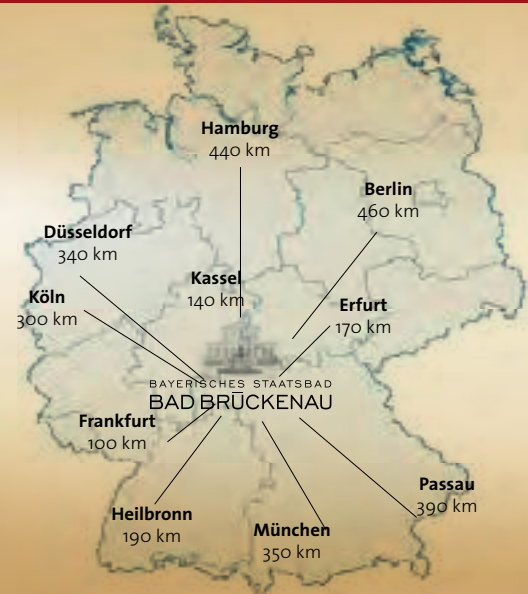 Hamburg
440 km
Berlin
460 km
Düsseldorf
340 km
Kassel
140 km
Köln
300 km
Erfurt
170 km
BAYERISCHES STAATSBAD
BAD BRÜCKENAU
Frankfurt
100 km
Passau
390 km
Heilbronn
190 km
München
350 km